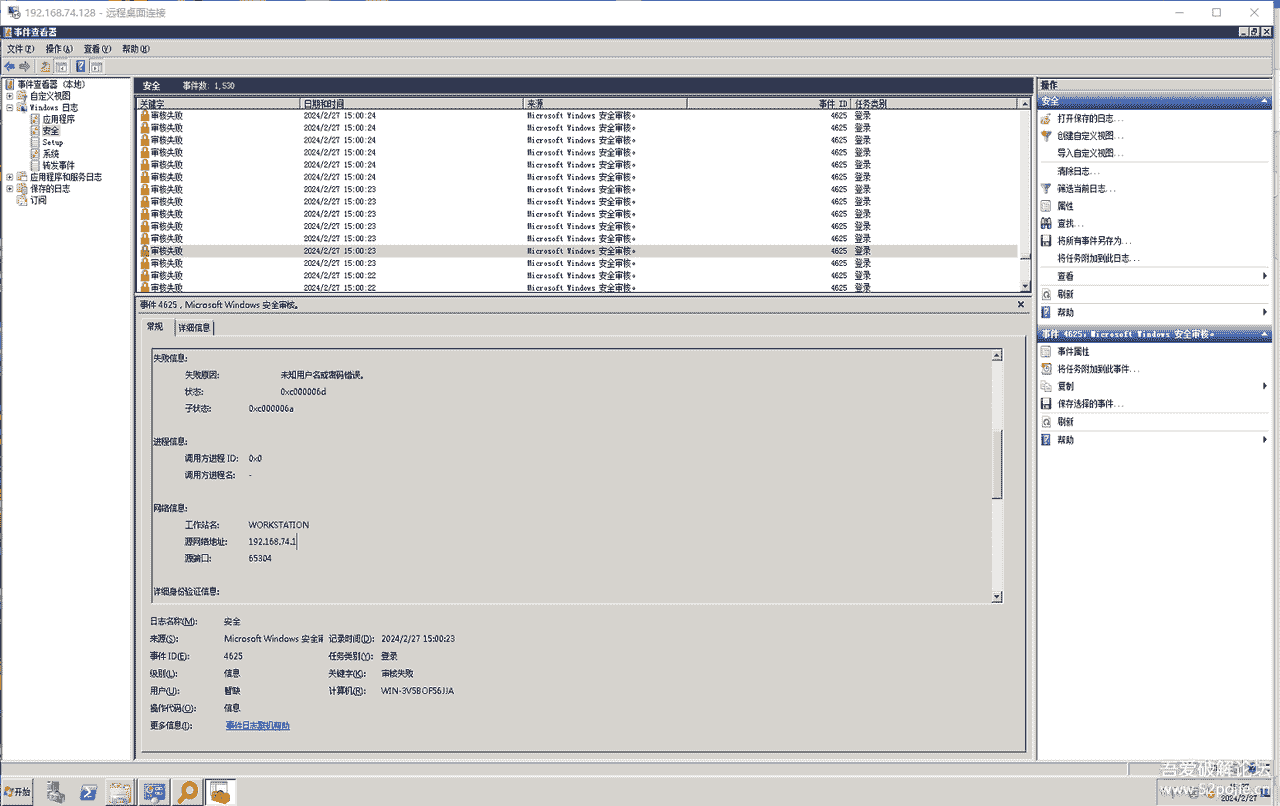 192.168.74.128 - 远程桌面连接
事件查看器
文件(F) 操作(A) 查看(V) 帮助(H)
事件查看器 (本地)
自定义视图
Windows 日志
应用程序
安全
Setup
系统
转发事件
应用程序和服务日志
保存的日志
订阅
安全 事件数: 1,530
关键字 日期和时间 来源 事件 ID 任务类别
审核失败 2024/2/27 15:00:24 Microsoft Windows 安全审核。 4625 登录
审核失败 2024/2/27 15:00:24 Microsoft Windows 安全审核。 4625 登录
审核失败 2024/2/27 15:00:24 Microsoft Windows 安全审核。 4625 登录
审核失败 2024/2/27 15:00:24 Microsoft Windows 安全审核。 4625 登录
审核失败 2024/2/27 15:00:24 Microsoft Windows 安全审核。 4625 登录
审核失败 2024/2/27 15:00:24 Microsoft Windows 安全审核。 4625 登录
审核失败 2024/2/27 15:00:23 Microsoft Windows 安全审核。 4625 登录
审核失败 2024/2/27 15:00:23 Microsoft Windows 安全审核。 4625 登录
审核失败 2024/2/27 15:00:23 Microsoft Windows 安全审核。 4625 登录
审核失败 2024/2/27 15:00:23 Microsoft Windows 安全审核。 4625 登录
审核失败 2024/2/27 15:00:23 Microsoft Windows 安全审核。 4625 登录
审核失败 2024/2/27 15:00:23 Microsoft Windows 安全审核。 4625 登录
审核失败 2024/2/27 15:00:23 Microsoft Windows 安全审核。 4625 登录
审核失败 2024/2/27 15:00:22 Microsoft Windows 安全审核。 4625 登录
审核失败 2024/2/27 15:00:22 Microsoft Windows 安全审核。 4625 登录
事件 4625，Microsoft Windows 安全审核。
常规 详细信息
失败信息:
失败原因: 未知用户名或密码错误。
状态: 0xc000006d
子状态: 0xc000006a
进程信息:
调用方进程 ID: 0x0
调用方进程名: -
网络信息:
工作站名: WORKSTATION
源网络地址: 192.168.74.1
源端口: 65304
详细身份验证信息:
日志名称(M): 安全
来源(S): Microsoft Windows 安全审 记录时间(D): 2024/2/27 15:00:23
事件 ID(E): 4625 任务类别(Y): 登录
级别(L): 信息 关键字(K): 审核失败
用户(U): 暂缺 计算机(R): WIN-3VSBOF56JJA
操作代码(O): 信息
更多信息(I): 事件日志联机帮助
操作
安全
打开保存的日志...
创建自定义视图...
导入自定义视图...
清除日志...
筛选当前日志...
属性
查找...
将所有事件另存为...
将任务附加到此日志...
查看
刷新
帮助
事件 4625，Microsoft Windows 安全审核。
事件属性
将任务附加到此事件...
复制
保存选择的事件...
刷新
帮助
开始
吾爱破解论坛
www.52pojie.cn
2024/2/27